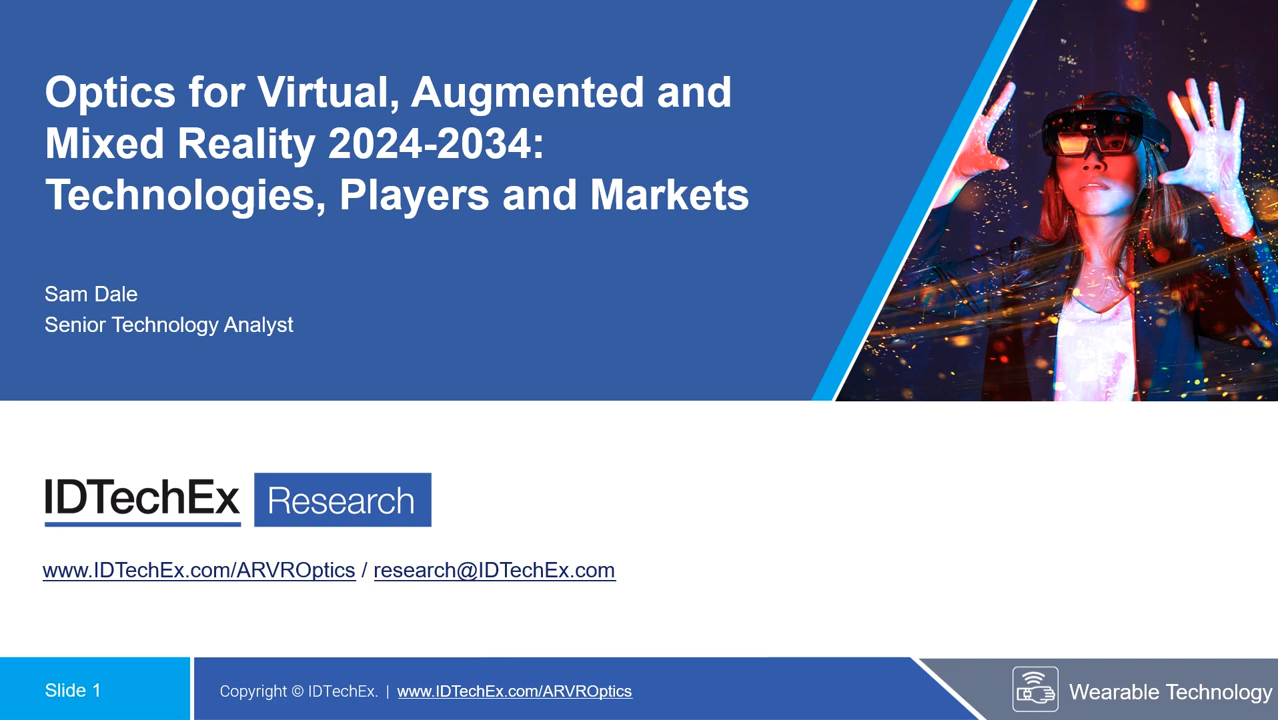 Optics for Virtual, Augmented and
Mixed Reality 2024-2034:
Technologies, Players and Markets
Sam Dale
Senior Technology Analyst
IDTechEx Research
www.IDTechEx.com/ARVROptics / research@IDTechEx.com
Slide 1
Copyright © IDTechEx. | www.IDTechEx.com/ARVROptics
Wearable Technology